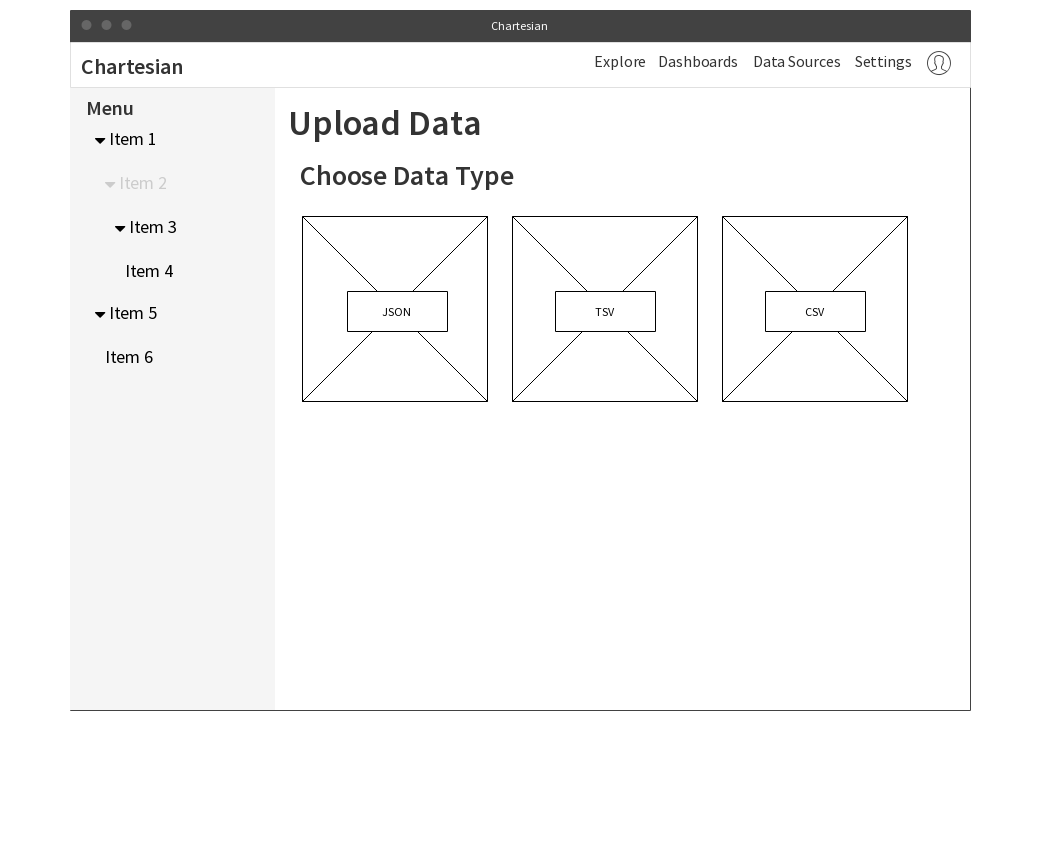 Chartesian
Chartesian
Explore Dashboards Data Sources Settings
Menu
Item 1
Item 2
Item 3
Item 4
Item 5
Item 6
Upload Data
Choose Data Type
JSON TSV CSV